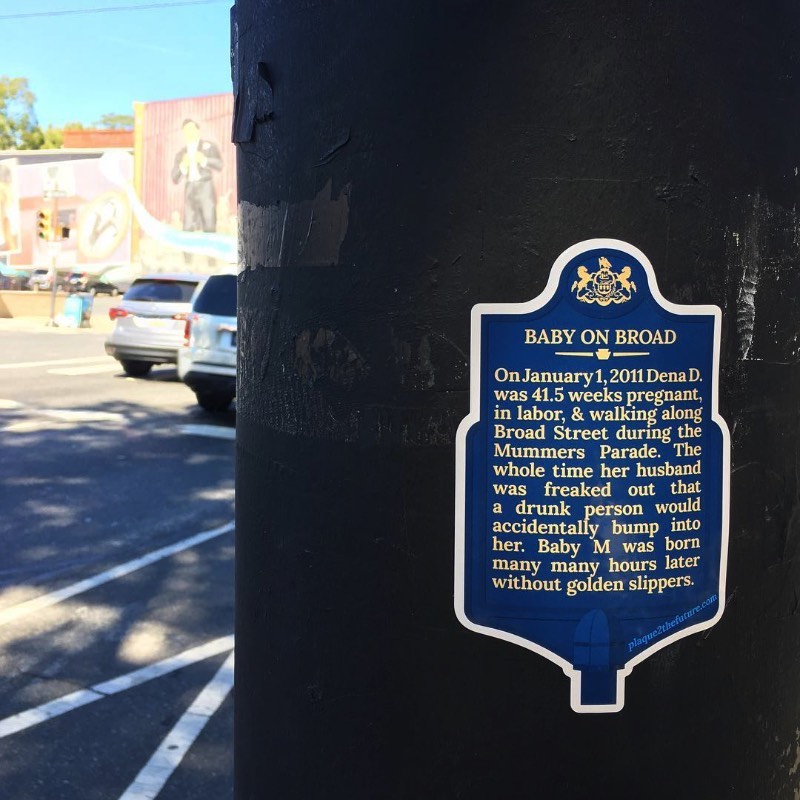 BABY ON BROAD
On January 1, 2011 Dena D.
was 41.5 weeks pregnant,
in labor, & walking along
Broad Street during the
Mummers Parade. The
whole time her husband
was freaked out that
a drunk person would
accidentally bump into
her. Baby M was born
many many hours later
without golden slippers.
plaque2thefuture.com